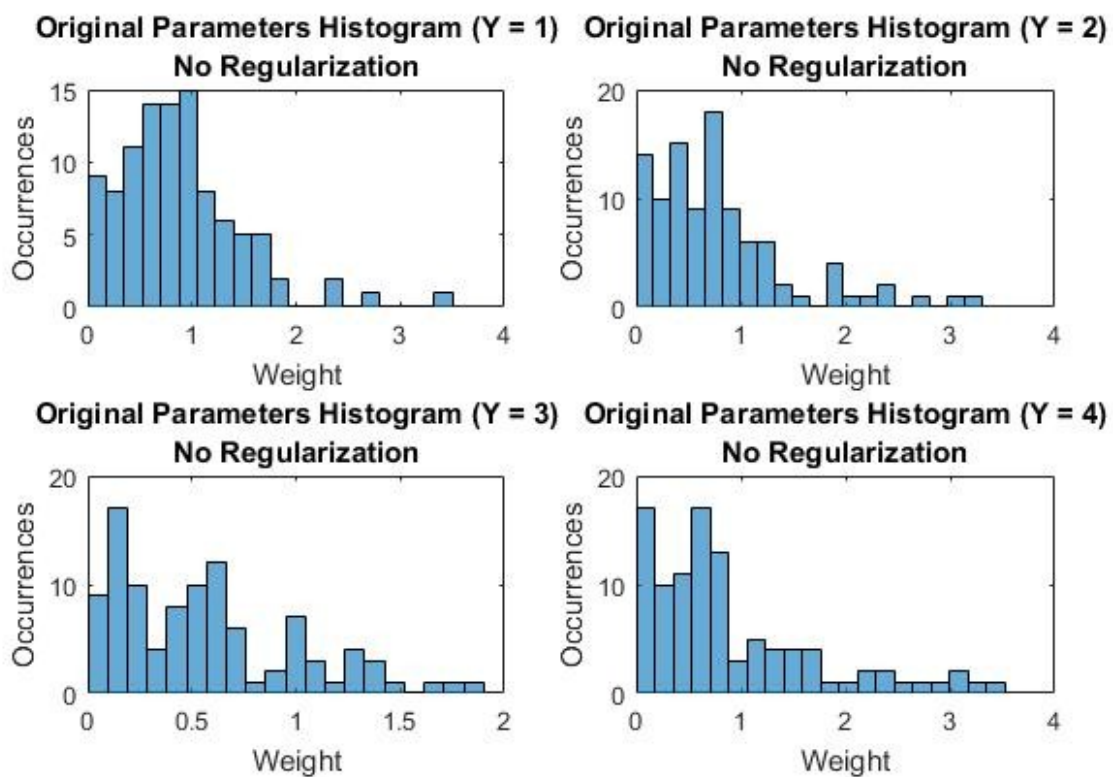 Original Parameters Histogram (Y = 1)
No Regularization
15
10
5
0
Occurrences
0 1 2 3 4
Weight
Original Parameters Histogram (Y = 2)
No Regularization
20
10
0
Occurrences
0 1 2 3 4
Weight
Original Parameters Histogram (Y = 3)
No Regularization
20
10
0
Occurrences
0 0.5 1 1.5 2
Weight
Original Parameters Histogram (Y = 4)
No Regularization
20
10
0
Occurrences
0 1 2 3 4
Weight